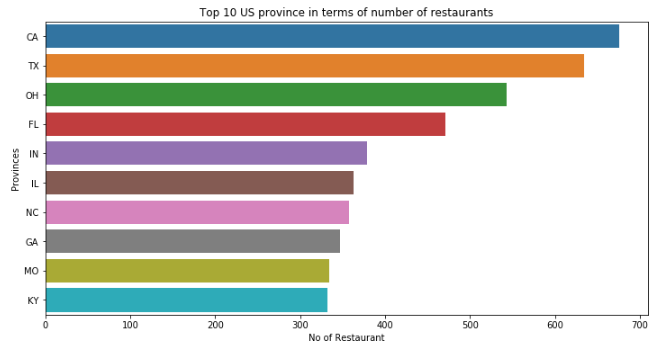 Top 10 US province in terms of number of restaurants
CA
TX
OH
FL
IN
IL
NC
GA
MO
KY
Provinces
0 100 200 300 400 500 600 700
No of Restaurant